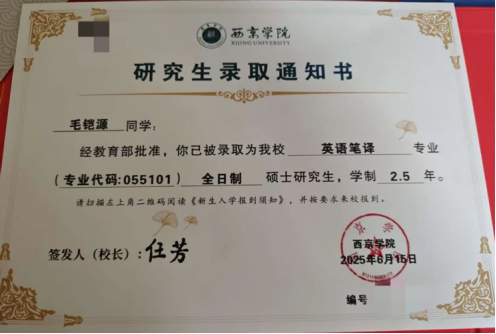 西京学院
XIJING UNIVERSITY
研究生录取通知书
毛铠源 同学：
经教育部批准，你已被录取为我校 英语笔译 专业
（专业代码：055101） 全日制 硕士研究生，学制 2.5 年。
请扫描左上角二维码阅读《新生入学报到须知》，并按要求来校报到。
签发人（校长）：任芳
西京学院
2025年6月15日
编号